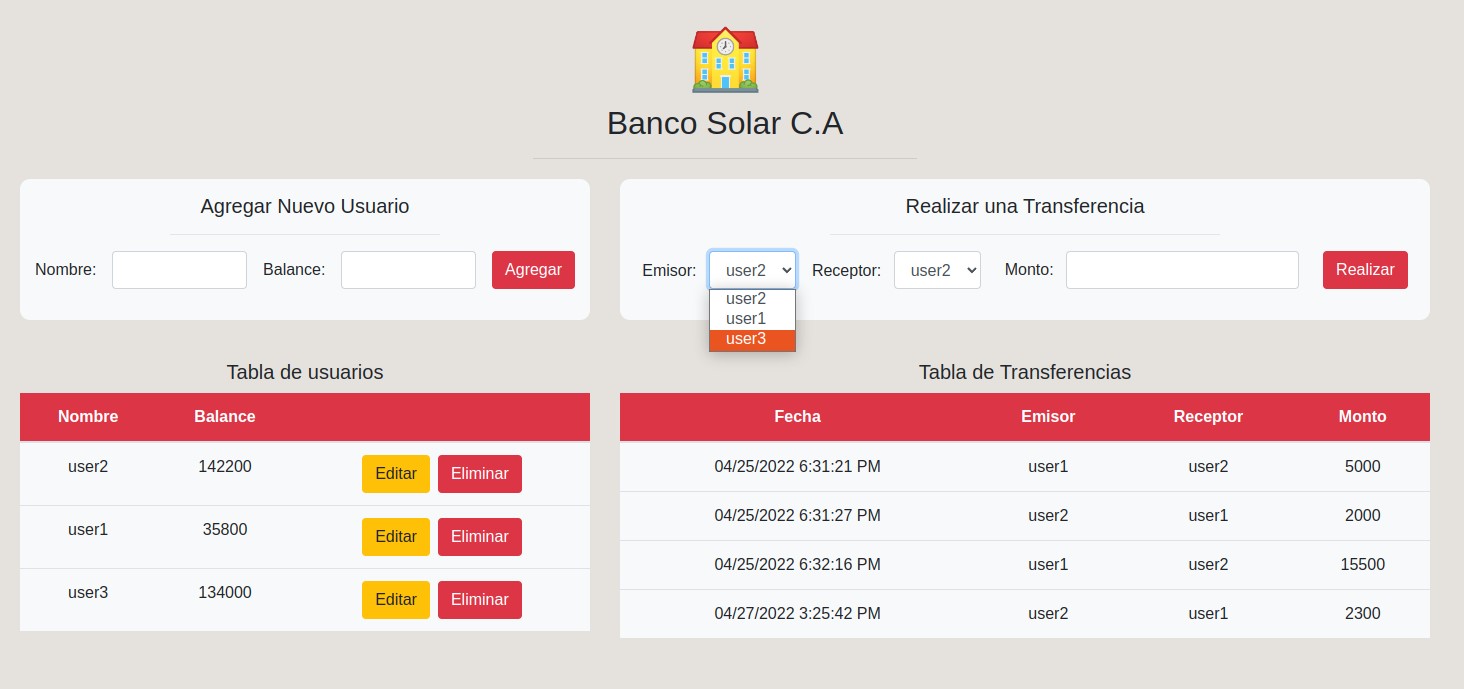 Banco Solar C.A
Agregar Nuevo Usuario
Nombre: Balance: Agregar
Realizar una Transferencia
Emisor: user2 Receptor: user2 Monto: Realizar
user2
user1
user3
Tabla de usuarios
Nombre Balance
user2 142200 Editar Eliminar
user1 35800 Editar Eliminar
user3 134000 Editar Eliminar
Tabla de Transferencias
Fecha Emisor Receptor Monto
04/25/2022 6:31:21 PM user1 user2 5000
04/25/2022 6:31:27 PM user2 user1 2000
04/25/2022 6:32:16 PM user1 user2 15500
04/27/2022 3:25:42 PM user2 user1 2300